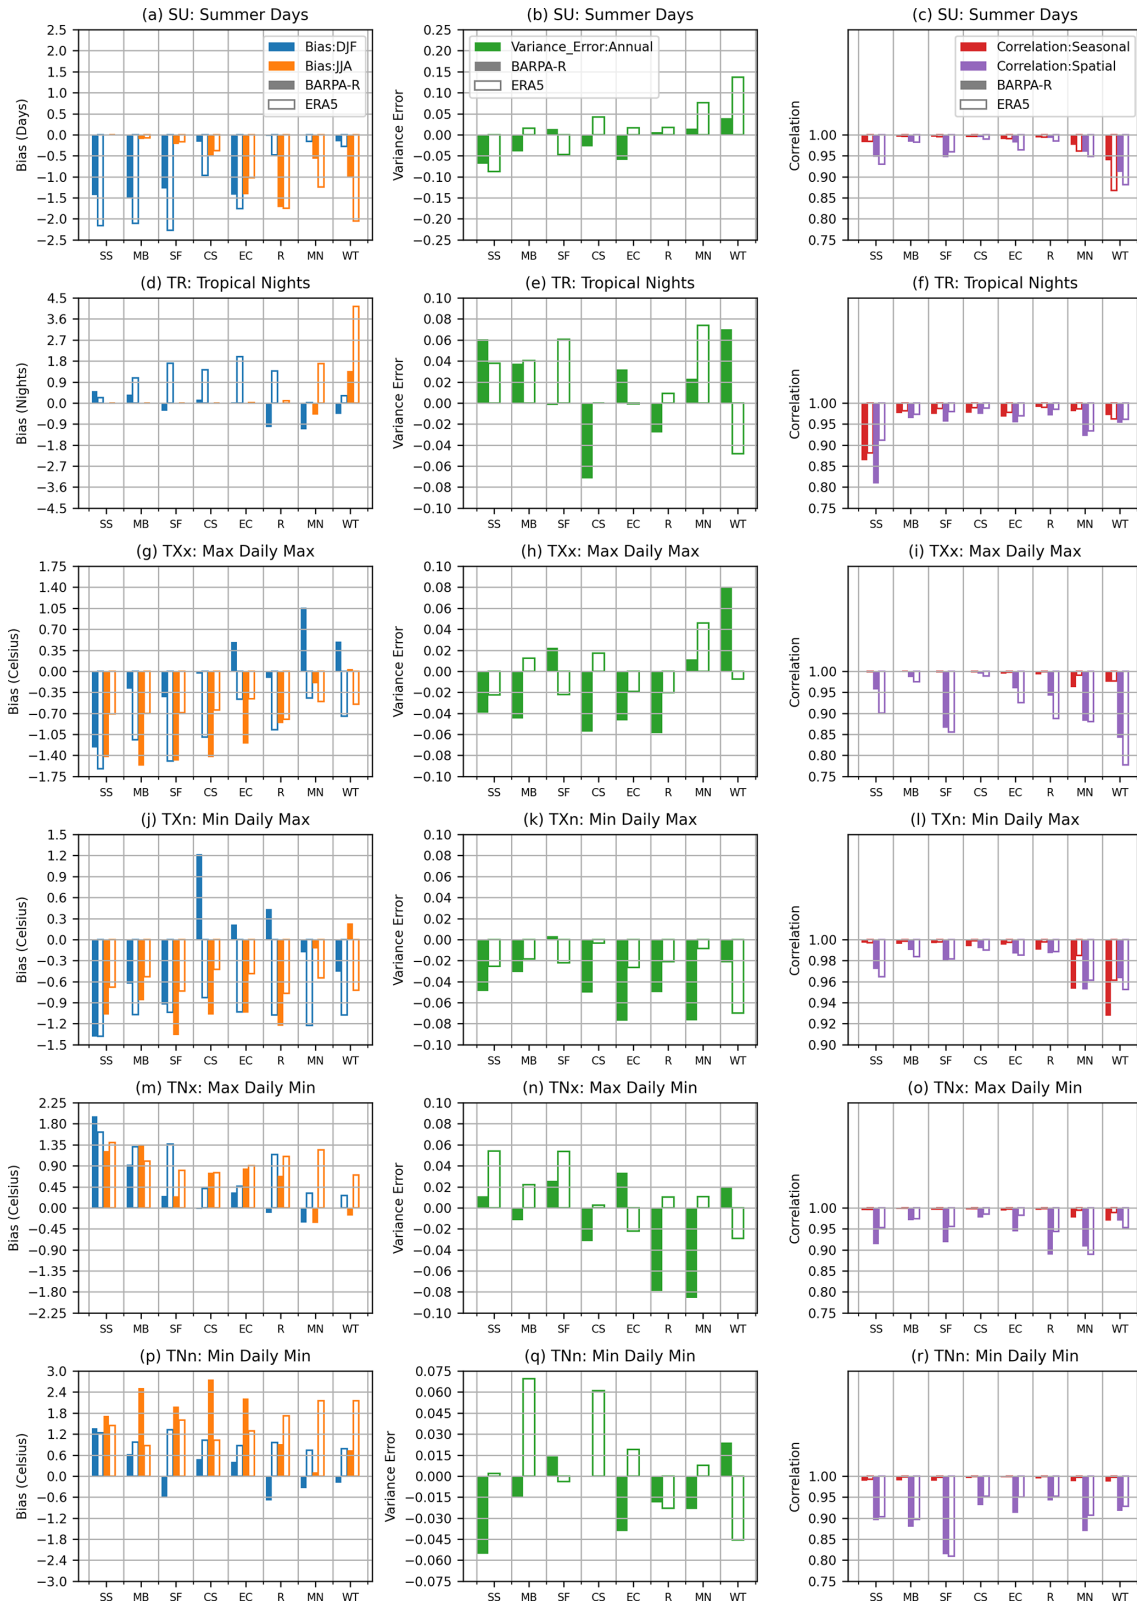 (a) SU: Summer Days
2.5
2.0
1.5
1.0
0.5
0.0
−0.5
−1.0
−1.5
−2.0
−2.5
Bias (Days)
Bias:DJF
Bias:JJA
BARPA-R
ERA5
SS MB SF CS EC R MN WT
(b) SU: Summer Days
0.25
0.20
0.15
0.10
0.05
0.00
−0.05
−0.10
−0.15
−0.20
−0.25
Variance Error
Variance_Error:Annual
BARPA-R
ERA5
SS MB SF CS EC R MN WT
(c) SU: Summer Days
1.00
0.95
0.90
0.85
0.80
0.75
Correlation
Correlation:Seasonal
Correlation:Spatial
BARPA-R
ERA5
SS MB SF CS EC R MN WT
(d) TR: Tropical Nights
4.5
3.6
2.7
1.8
0.9
0.0
−0.9
−1.8
−2.7
−3.6
−4.5
Bias (Nights)
SS MB SF CS EC R MN WT
(e) TR: Tropical Nights
0.10
0.08
0.06
0.04
0.02
0.00
−0.02
−0.04
−0.06
−0.08
−0.10
Variance Error
SS MB SF CS EC R MN WT
(f) TR: Tropical Nights
1.00
0.95
0.90
0.85
0.80
0.75
Correlation
SS MB SF CS EC R MN WT
(g) TXx: Max Daily Max
1.75
1.40
1.05
0.70
0.35
0.00
−0.35
−0.70
−1.05
−1.40
−1.75
Bias (Celsius)
SS MB SF CS EC R MN WT
(h) TXx: Max Daily Max
0.10
0.08
0.06
0.04
0.02
0.00
−0.02
−0.04
−0.06
−0.08
−0.10
Variance Error
SS MB SF CS EC R MN WT
(i) TXx: Max Daily Max
1.00
0.95
0.90
0.85
0.80
0.75
Correlation
SS MB SF CS EC R MN WT
(j) TXn: Min Daily Max
1.5
1.2
0.9
0.6
0.3
0.0
−0.3
−0.6
−0.9
−1.2
−1.5
Bias (Celsius)
SS MB SF CS EC R MN WT
(k) TXn: Min Daily Max
0.10
0.08
0.06
0.04
0.02
0.00
−0.02
−0.04
−0.06
−0.08
−0.10
Variance Error
SS MB SF CS EC R MN WT
(l) TXn: Min Daily Max
1.00
0.98
0.96
0.94
0.92
0.90
Correlation
SS MB SF CS EC R MN WT
(m) TNx: Max Daily Min
2.25
1.80
1.35
0.90
0.45
0.00
−0.45
−0.90
−1.35
−1.80
−2.25
Bias (Celsius)
SS MB SF CS EC R MN WT
(n) TNx: Max Daily Min
0.10
0.08
0.06
0.04
0.02
0.00
−0.02
−0.04
−0.06
−0.08
−0.10
Variance Error
SS MB SF CS EC R MN WT
(o) TNx: Max Daily Min
1.00
0.95
0.90
0.85
0.80
0.75
Correlation
SS MB SF CS EC R MN WT
(p) TNn: Min Daily Min
3.0
2.4
1.8
1.2
0.6
0.0
−0.6
−1.2
−1.8
−2.4
−3.0
Bias (Celsius)
SS MB SF CS EC R MN WT
(q) TNn: Min Daily Min
0.075
0.060
0.045
0.030
0.015
0.000
−0.015
−0.030
−0.045
−0.060
−0.075
Variance Error
SS MB SF CS EC R MN WT
(r) TNn: Min Daily Min
1.00
0.95
0.90
0.85
0.80
0.75
Correlation
SS MB SF CS EC R MN WT